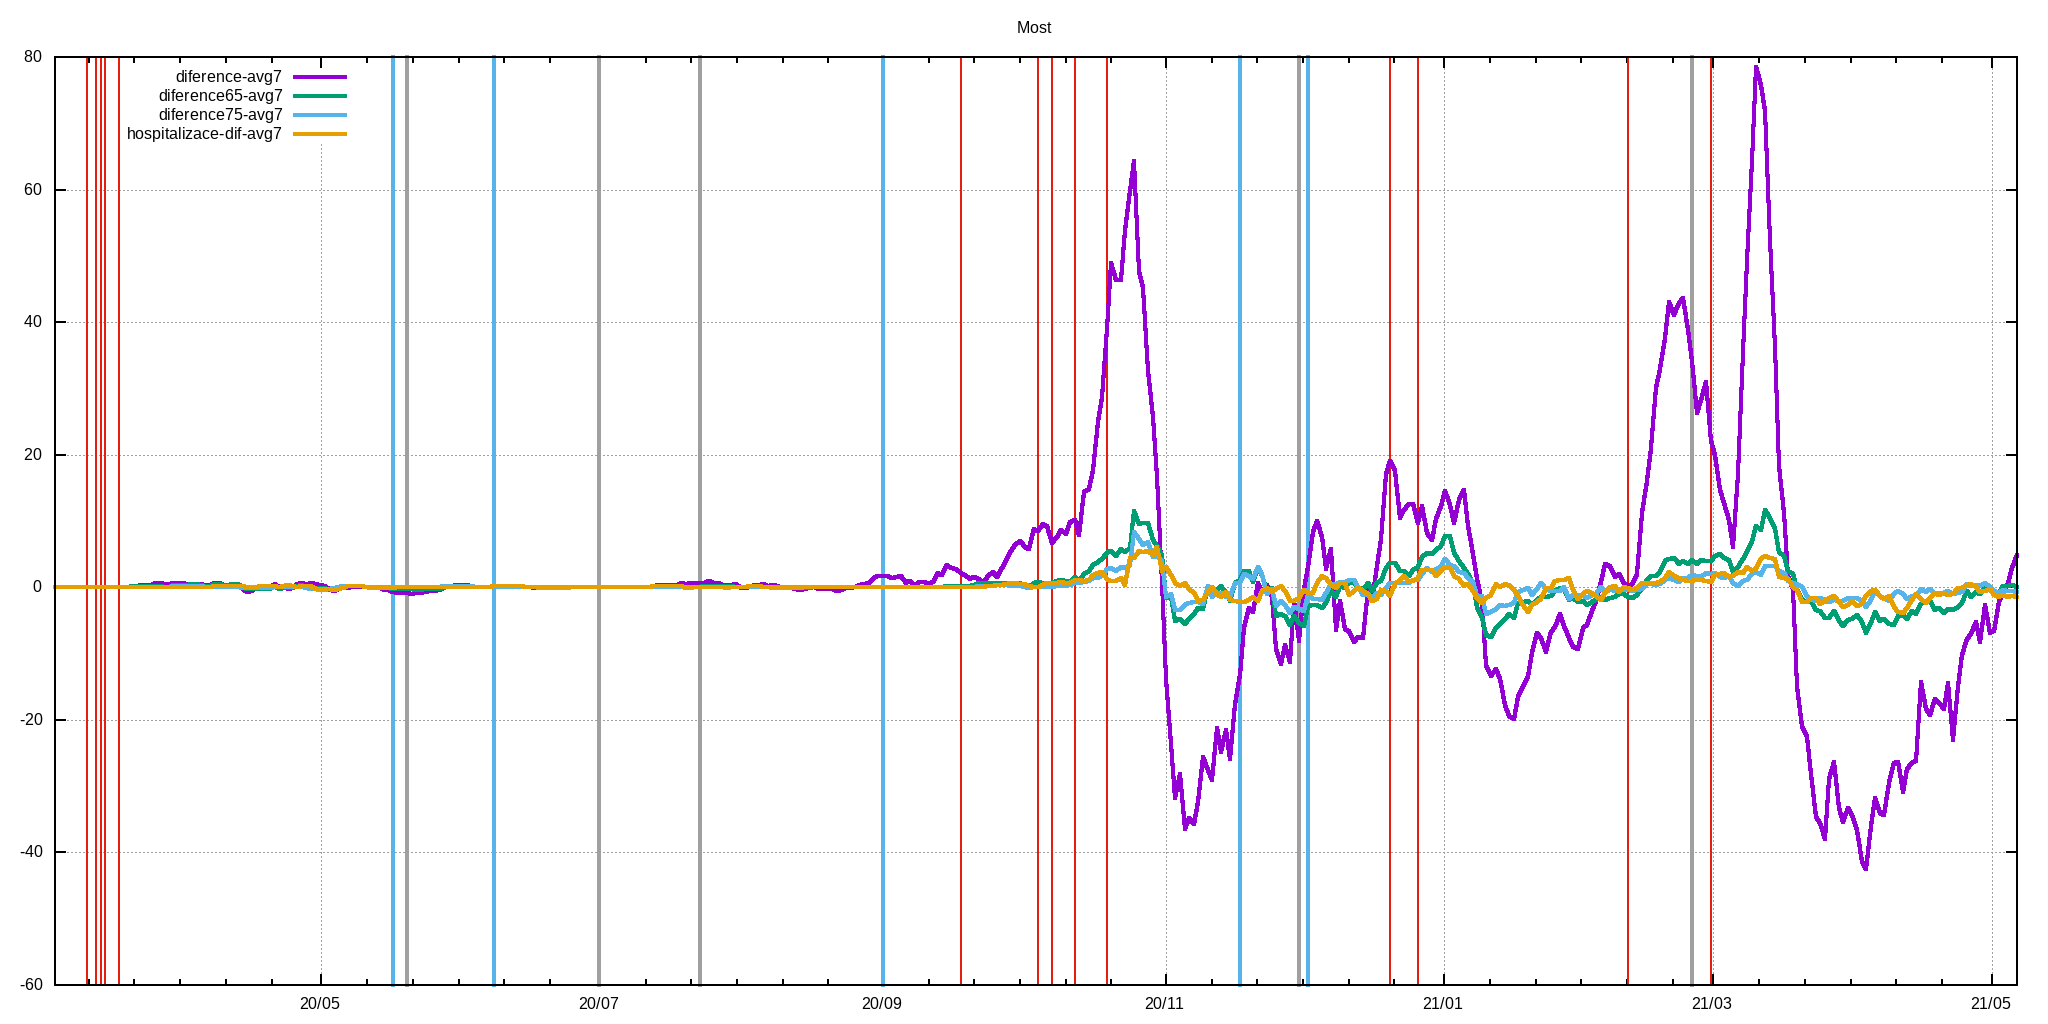 Most
80
60
40
20
0
-20
-40
-60
diference-avg7
diference65-avg7
diference75-avg7
hospitalizace-dif-avg7
20/05 20/07 20/09 20/11 21/01 21/03 21/05